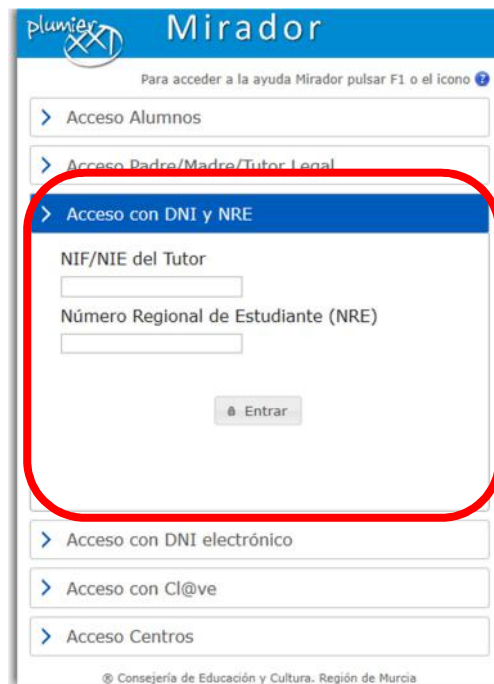 plumier XXI Mirador
Para acceder a la ayuda Mirador pulsar F1 o el icono ?
Acceso Alumnos
Acceso Padre/Madre/Tutor Legal
Acceso con DNI y NRE
NIF/NIE del Tutor
Número Regional de Estudiante (NRE)
Entrar
Acceso con DNI electrónico
Acceso con Cl@ve
Acceso Centros
® Consejería de Educación y Cultura. Región de Murcia